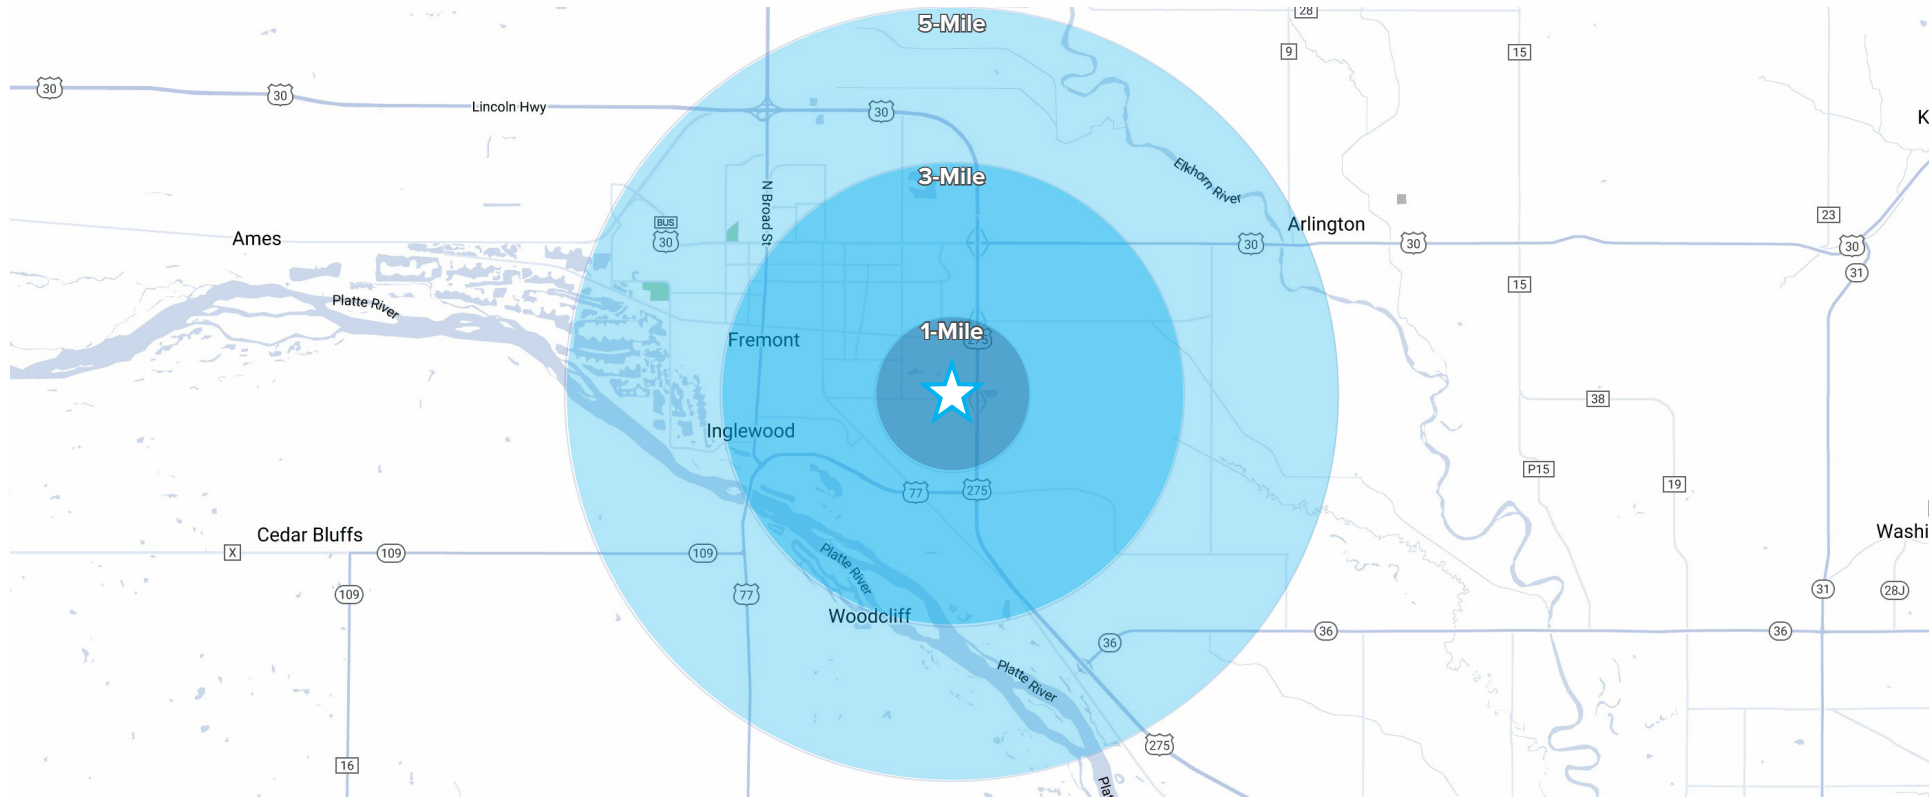 5-Mile
28
9
15
30
30
Lincoln Hwy
30
K
Elkhorn River
3-Mile
N Broad St
BUS
30
23
Arlington
Ames
30
30
30
31
15
Platte River
1-Mile
275
Fremont
38
Inglewood
P15
19
77
275
Washi
Cedar Bluffs
X
109
109
Platte River
109
77
31
28J
Woodcliff
36
36
36
Platte River
275
16
Pla